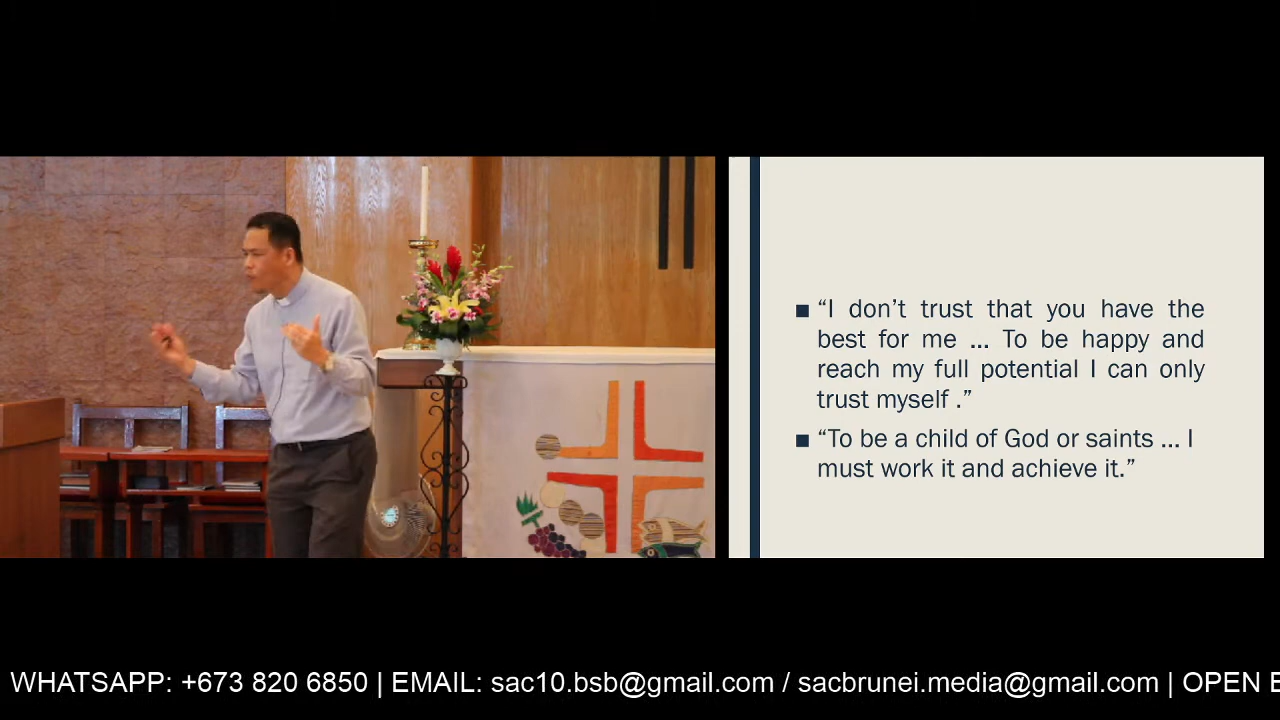 ■ “I don’t trust that you have the
best for me ... To be happy and
reach my full potential I can only
trust myself .”
■ “To be a child of God or saints ... I
must work it and achieve it.”
WHATSAPP: +673 820 6850 | EMAIL: sac10.bsb@gmail.com / sacbrunei.media@gmail.com | OPEN